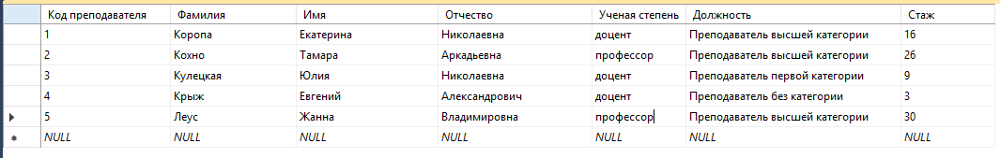 Код преподавателя Фамилия Имя Отчество Ученая степень Должность Стаж
1 Коропа Екатерина Николаевна доцент Преподаватель высшей категории 16
2 Кохно Тамара Аркадьевна профессор Преподаватель высшей категории 26
3 Кулецкая Юлия Николаевна доцент Преподаватель первой категории 9
4 Крыж Евгений Александрович доцент Преподаватель без категории 3
5 Леус Жанна Владимировна профессор Преподаватель высшей категории 30
NULL NULL NULL NULL NULL NULL NULL